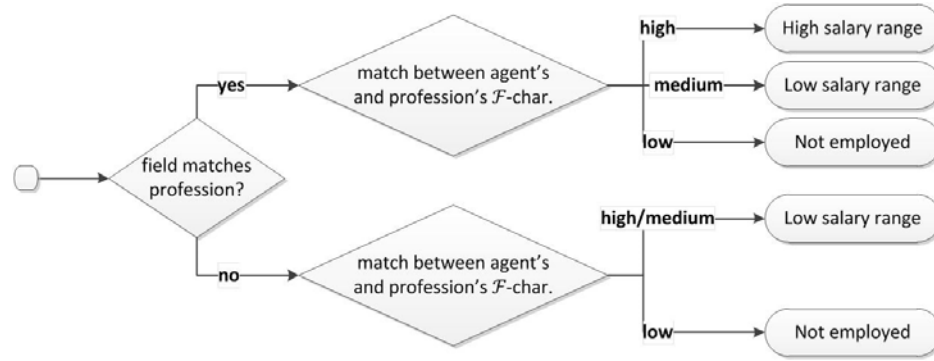 field matches
profession?
yes
match between agent's
and profession's ℱ-char.
high
High salary range
medium
Low salary range
low
Not employed
no
match between agent's
and profession's ℱ-char.
high/medium
Low salary range
low
Not employed